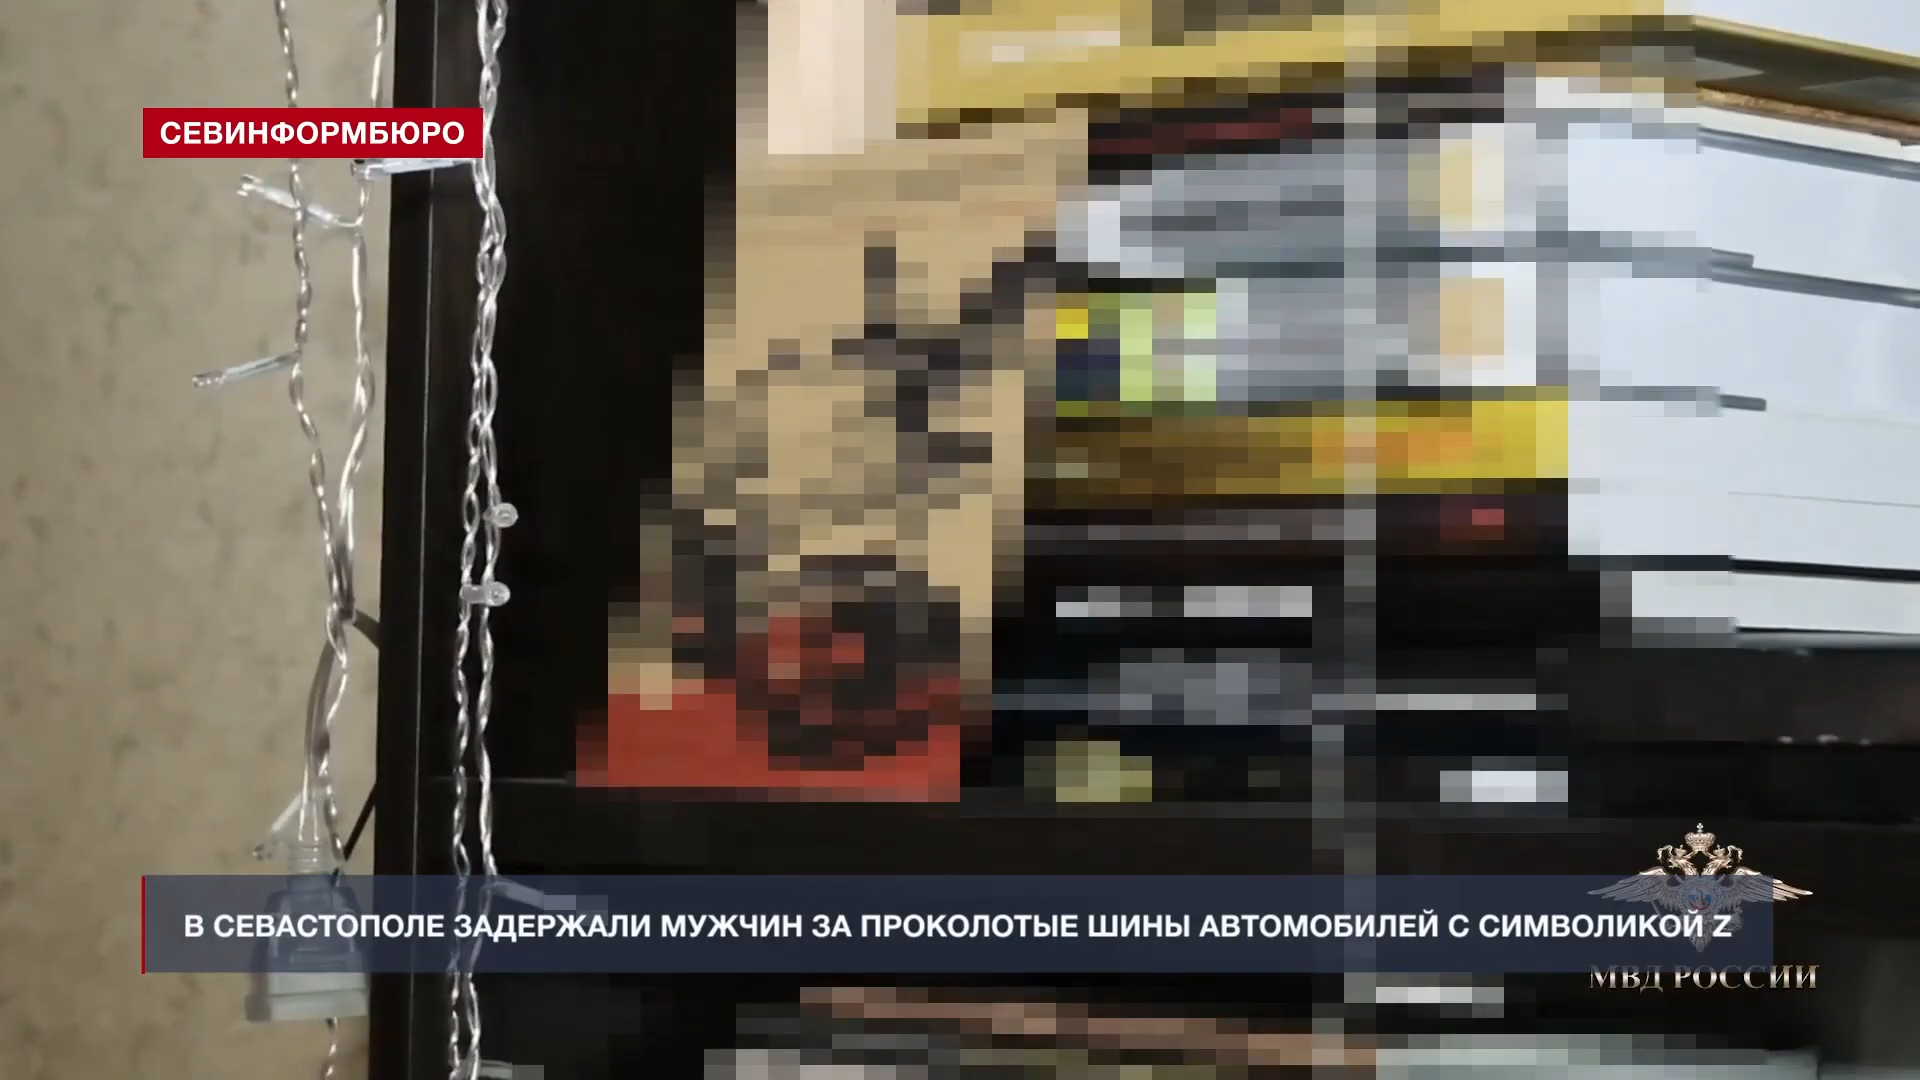 СЕВИНФОРМБЮРО
В СЕВАСТОПОЛЕ ЗАДЕРЖАЛИ МУЖЧИН ЗА ПРОКОЛОТЫЕ ШИНЫ АВТОМОБИЛЕЙ С СИМВОЛИКОЙ Z
МВД РОССИИ